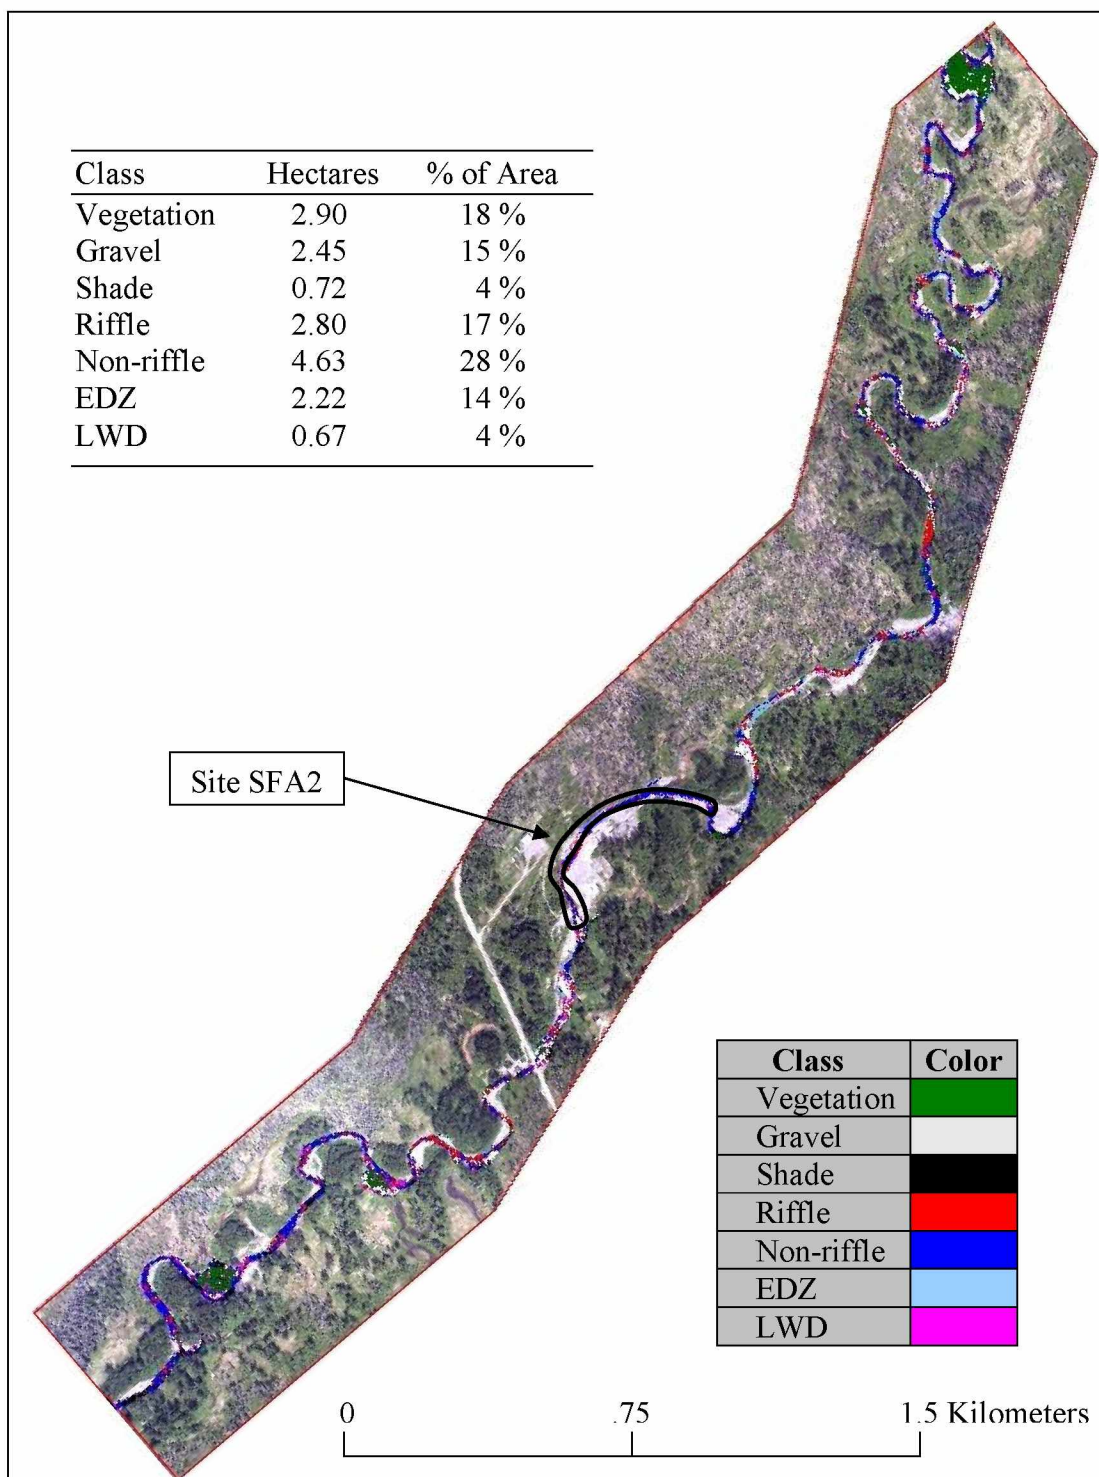 Class Hectares % of Area
Vegetation 2.90 18 %
Gravel 2.45 15 %
Shade 0.72 4 %
Riffle 2.80 17 %
Non-riffle 4.63 28 %
EDZ 2.22 14 %
LWD 0.67 4 %
Site SFA2
Class Color
Vegetation
Gravel
Shade
Riffle
Non-riffle
EDZ
LWD
0 .75 1.5 Kilometers